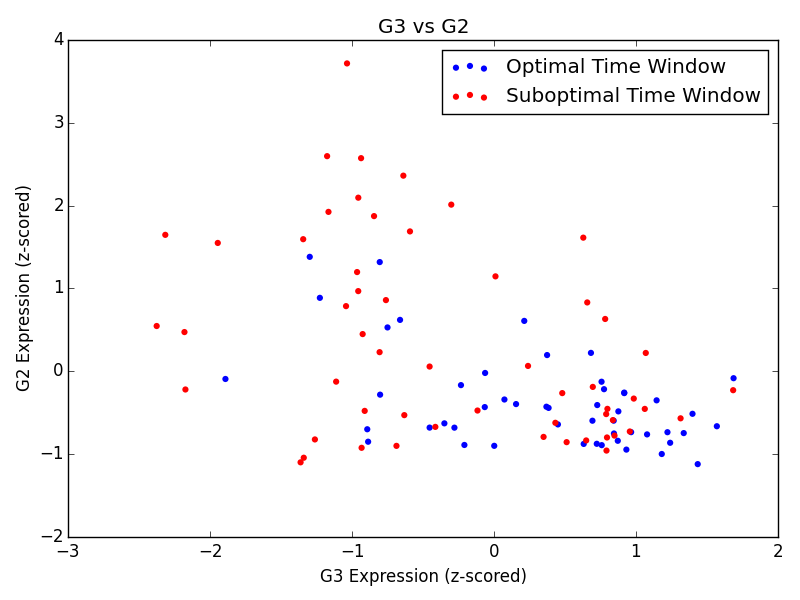 G3 vs G2
4
3
2
1
0
−1
−2
−3
−2
−1
0
1
2
G2 Expression (z-scored)
G3 Expression (z-scored)
Optimal Time Window
Suboptimal Time Window